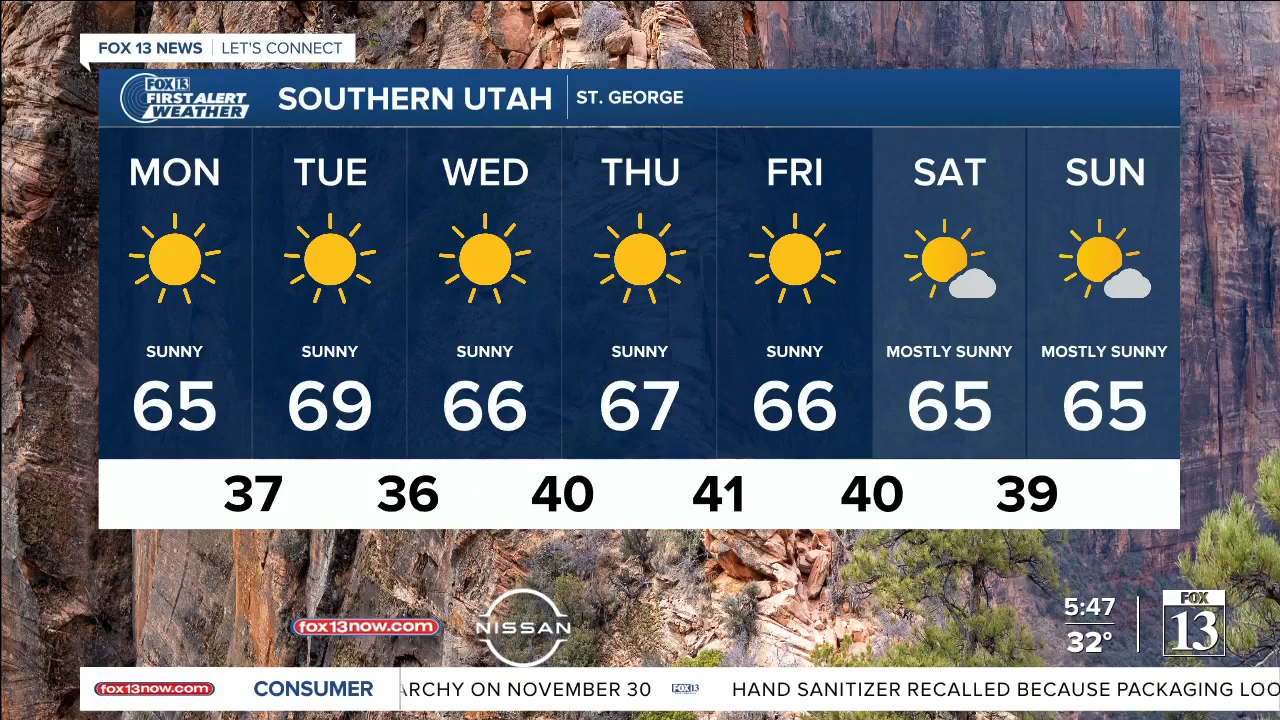 FOX 13 NEWS LET'S CONNECT
FOX 13
FIRST ALERT
WEATHER
SOUTHERN UTAH ST. GEORGE
MON TUE WED THU FRI SAT SUN
SUNNY SUNNY SUNNY SUNNY SUNNY MOSTLY SUNNY MOSTLY SUNNY
65 69 66 67 66 65 65
37 36 40 41 40 39
fox13now.com
NISSAN
5:47
32°
FOX
13
fox13now.com CONSUMER ON NOVEMBER 30 FOX 13 HAND SANITIZER RECALLED BECAUSE PACKAGING